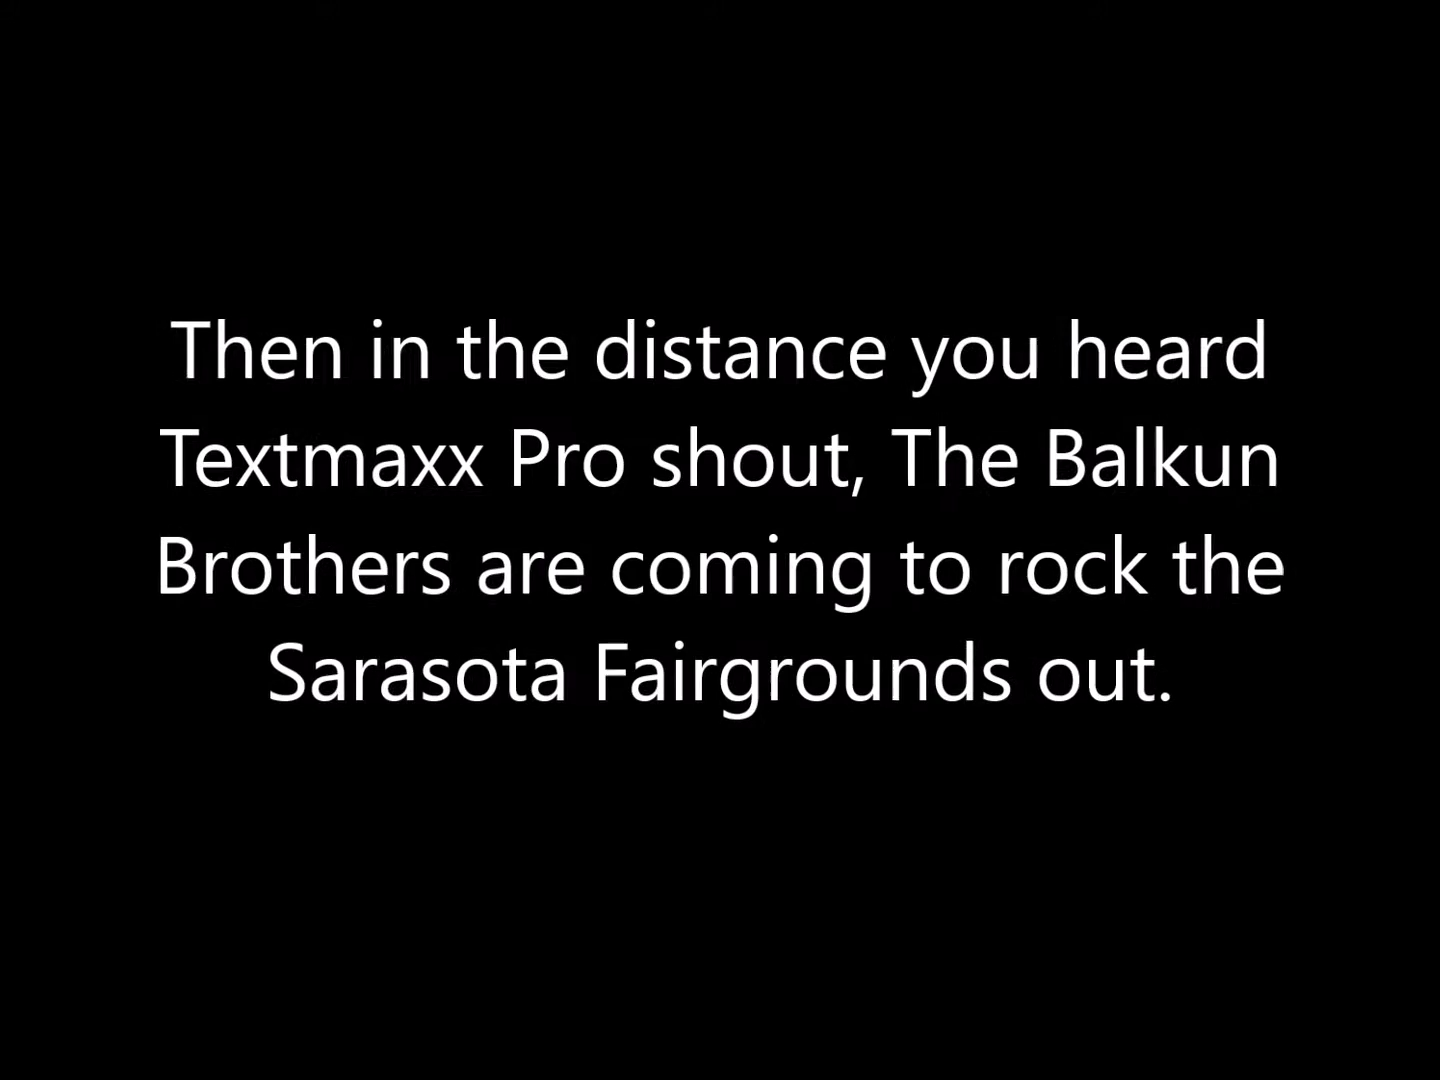 Then in the distance you heard
Textmaxx Pro shout, The Balkun
Brothers are coming to rock the
Sarasota Fairgrounds out.